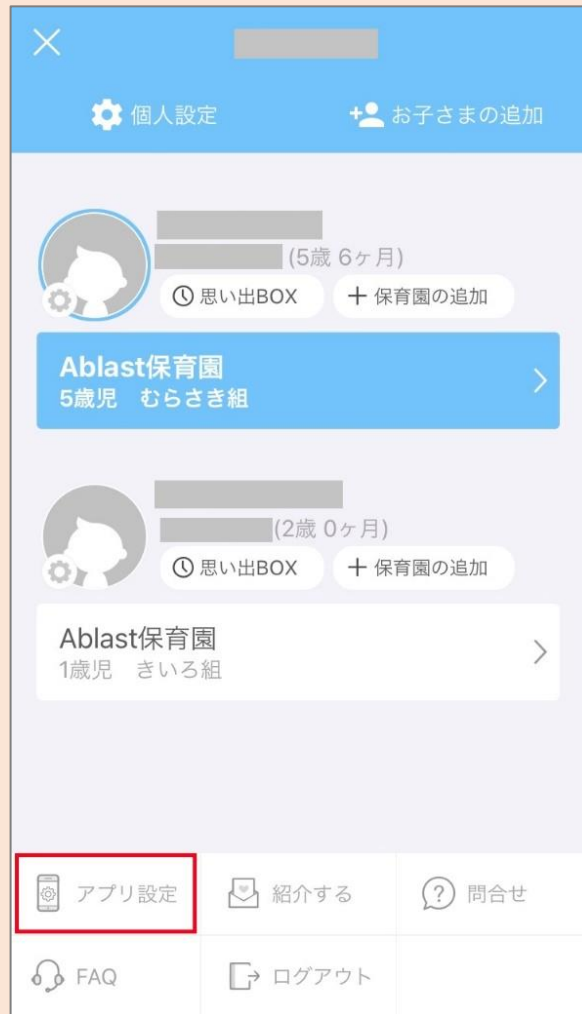 個人設定
お子さまの追加
(5歳 6ヶ月)
思い出BOX
+ 保育園の追加
Ablast保育園
5歳児 むらさき組
(2歳 0ヶ月)
思い出BOX
+ 保育園の追加
Ablast保育園
1歳児 きいろ組
アプリ設定
紹介する
問合せ
FAQ
ログアウト